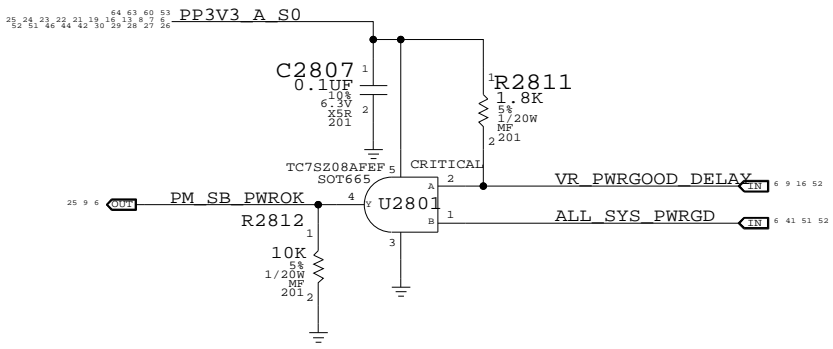 64 63 60 53
25 24 23 22 21 19 16 13 8 7 6
52 51 46 44 42 30 29 28 27 26
PP3V3_A_S0
C2807
0.1UF
10%
6.3V
X5R
201
1
2
R2811
1.8K
5%
1/20W
MF
201
1
2
TC7SZ08AFEF
SOT665
5
CRITICAL
A
2
VR_PWRGOOD_DELAY
IN
6 9 16 52
25 9 6
OUT
PM_SB_PWROK
4
Y
U2801
B
1
ALL_SYS_PWRGD
IN
6 41 51 52
3
R2812
1
10K
5%
1/20W
MF
201
2